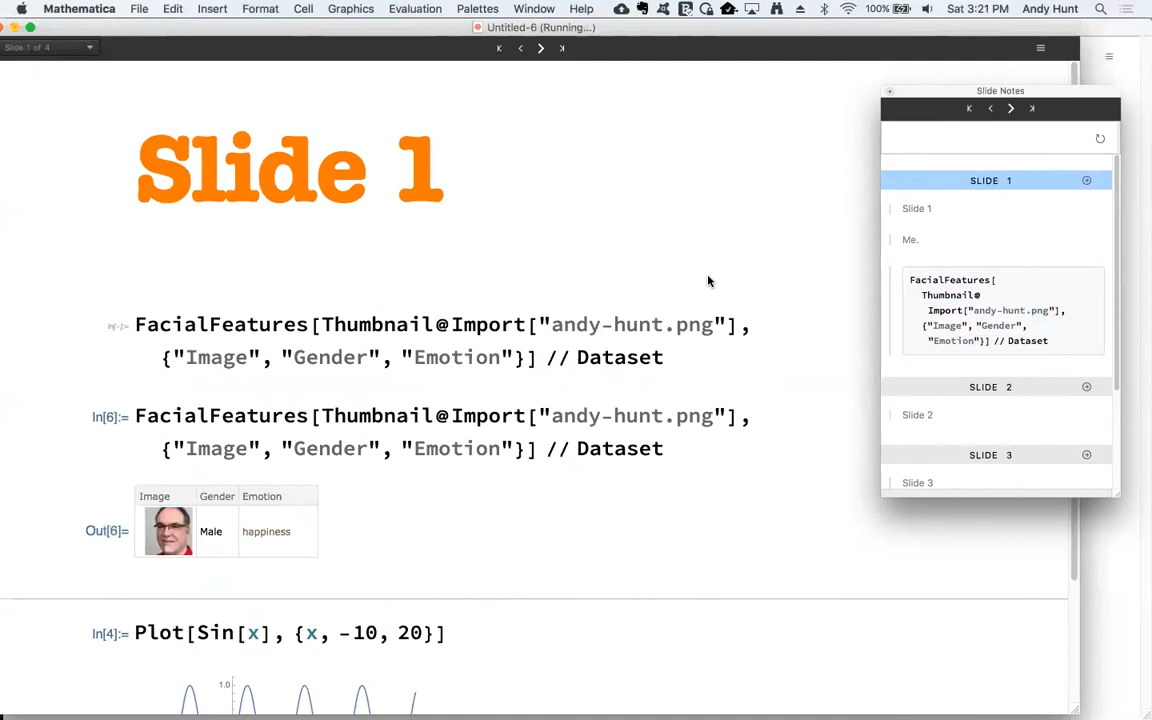 Mathematica File Edit Insert Format Cell Graphics Evaluation Palettes Window Help 100% Sat 3:21 PM Andy Hunt
Untitled-6 (Running...)
Slide 1 of 4
Slide 1
In[-]:= FacialFeatures[Thumbnail@Import["andy-hunt.png"],
{"Image", "Gender", "Emotion"}] // Dataset
In[6]:= FacialFeatures[Thumbnail@Import["andy-hunt.png"],
{"Image", "Gender", "Emotion"}] // Dataset
Image Gender Emotion
Out[6]= Male happiness
In[4]:= Plot[Sin[x], {x, -10, 20}]
1.0
Slide Notes
SLIDE 1
Slide 1
Me.
FacialFeatures[
Thumbnail@
Import["andy-hunt.png"],
{"Image", "Gender",
"Emotion"}] // Dataset
SLIDE 2
Slide 2
SLIDE 3
Slide 3